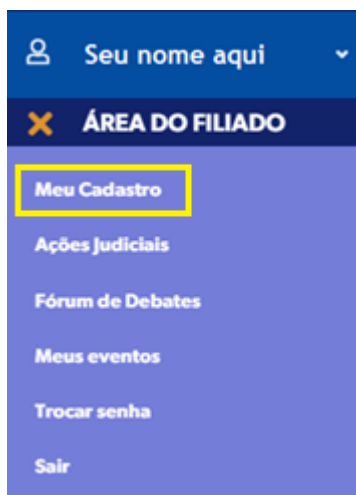 Seu nome aqui
ÁREA DO FILIADO
Meu Cadastro
Ações Judiciais
Fórum de Debates
Meus eventos
Trocar senha
Sair